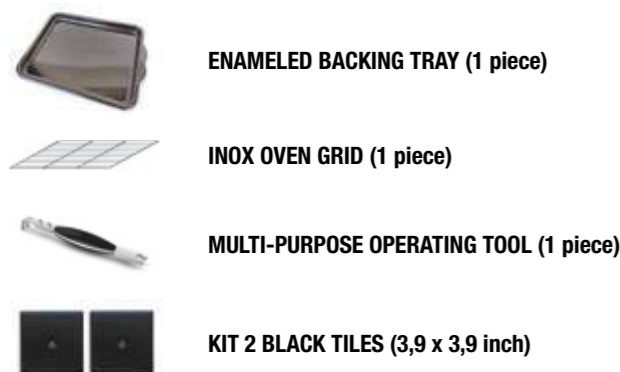 ENAMELED BACKING TRAY (1 piece)
INOX OVEN GRID (1 piece)
MULTI-PURPOSE OPERATING TOOL (1 piece)
KIT 2 BLACK TILES (3,9 x 3,9 inch)